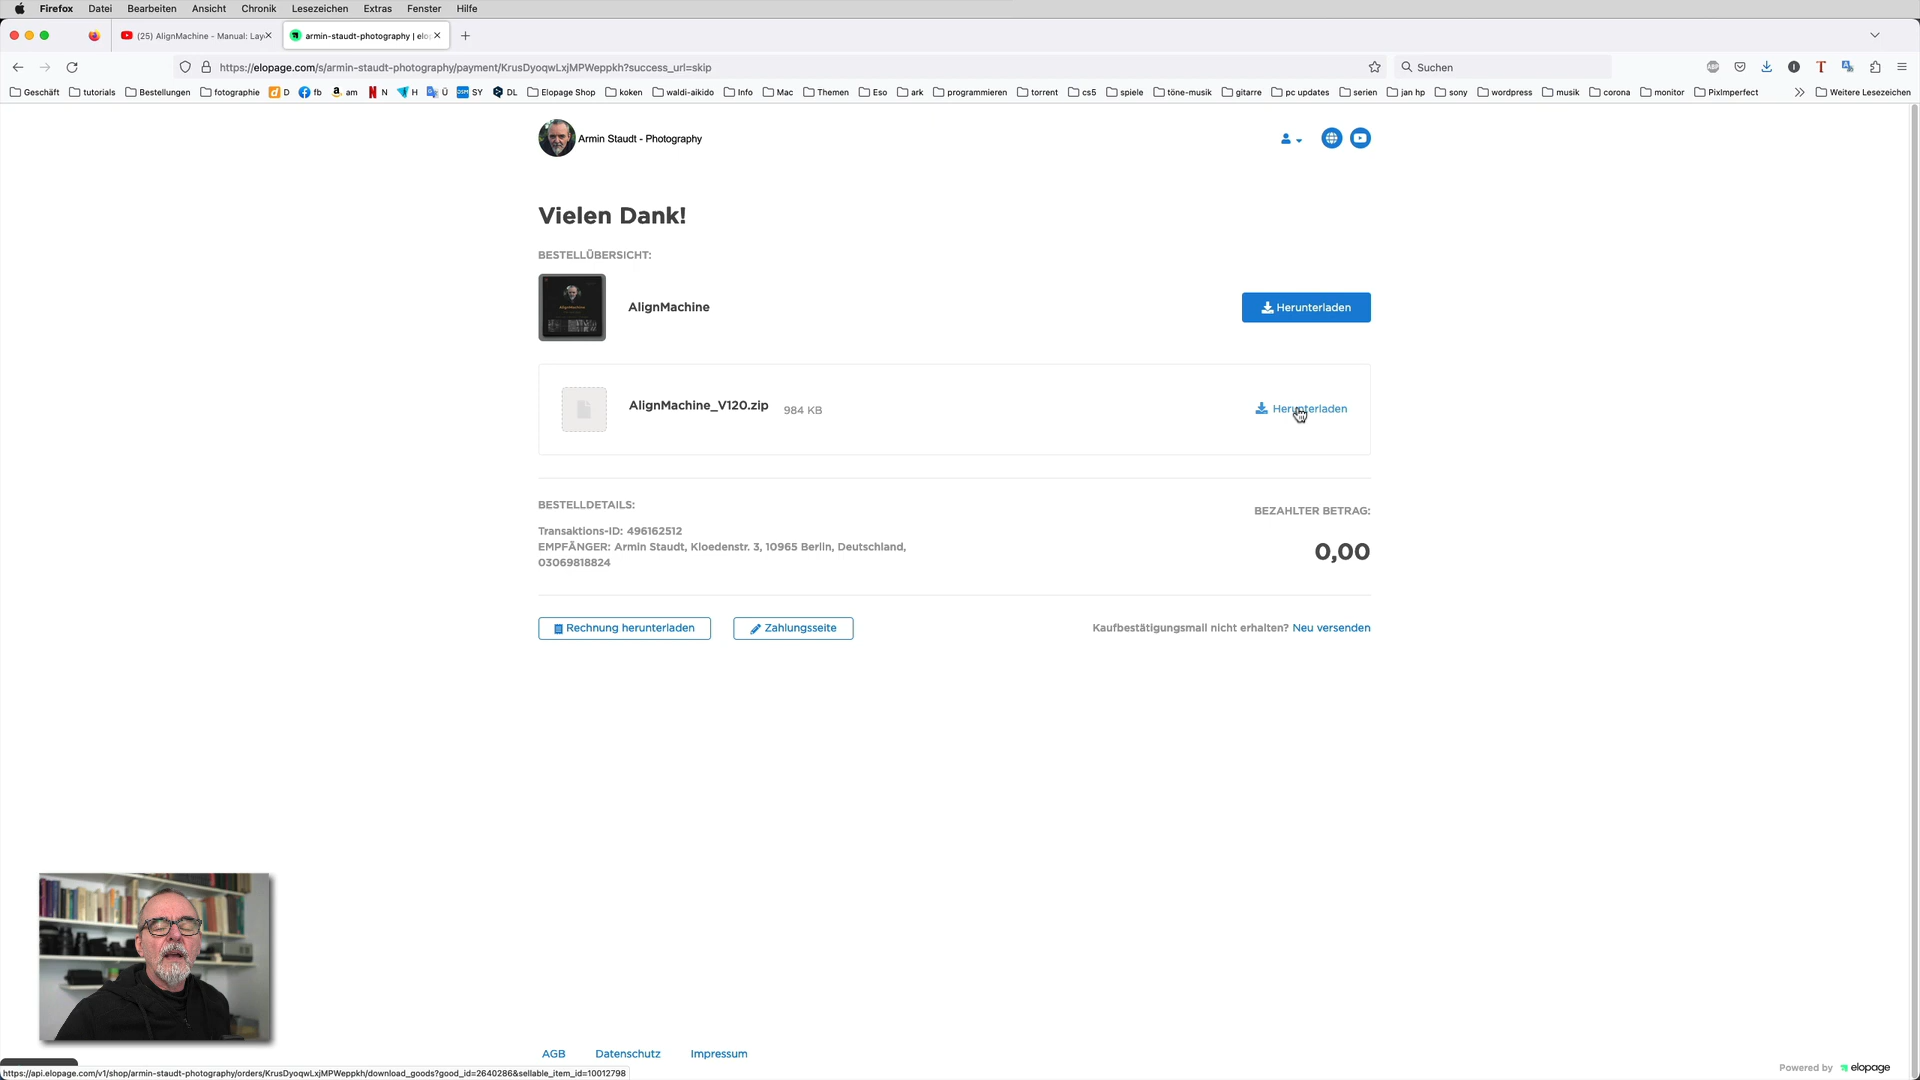 Firefox Datei Bearbeiten Ansicht Chronik Lesezeichen Extras Fenster Hilfe
(25) AlignMachine - Manual: Lay
armin-staudt-photography | elo
https://elopage.com/s/armin-staudt-photography/payment/KrusDyoqwLxjMPWeppkh?success_url=skip
Suchen
Geschäft tutorials Bestellungen fotographie D fb am N H Ü SY DL Elopage Shop koken waldi-aikido Info Mac Themen Eso ark programmieren torrent cs5 spiele töne-musik gitarre pc updates serien jan hp sony wordpress musik corona monitor PixImperfect Weitere Lesezeichen
Armin Staudt - Photography
Vielen Dank!
BESTELLÜBERSICHT:
AlignMachine
Herunterladen
AlignMachine_V120.zip 984 KB
Herunterladen
BESTELLDETAILS:
BEZAHLTER BETRAG:
Transaktions-ID: 496162512
EMPFÄNGER: Armin Staudt, Kloedenstr. 3, 10965 Berlin, Deutschland,
03069818824
0,00
Rechnung herunterladen
Zahlungsseite
Kaufbestätigungsmail nicht erhalten? Neu versenden
AGB Datenschutz Impressum
Powered by elopage
https://api.elopage.com/v1/shop/armin-staudt-photography/orders/KrusDyoqwLxjMPWeppkh/download_goods?good_id=2640286&sellable_item_id=10012798